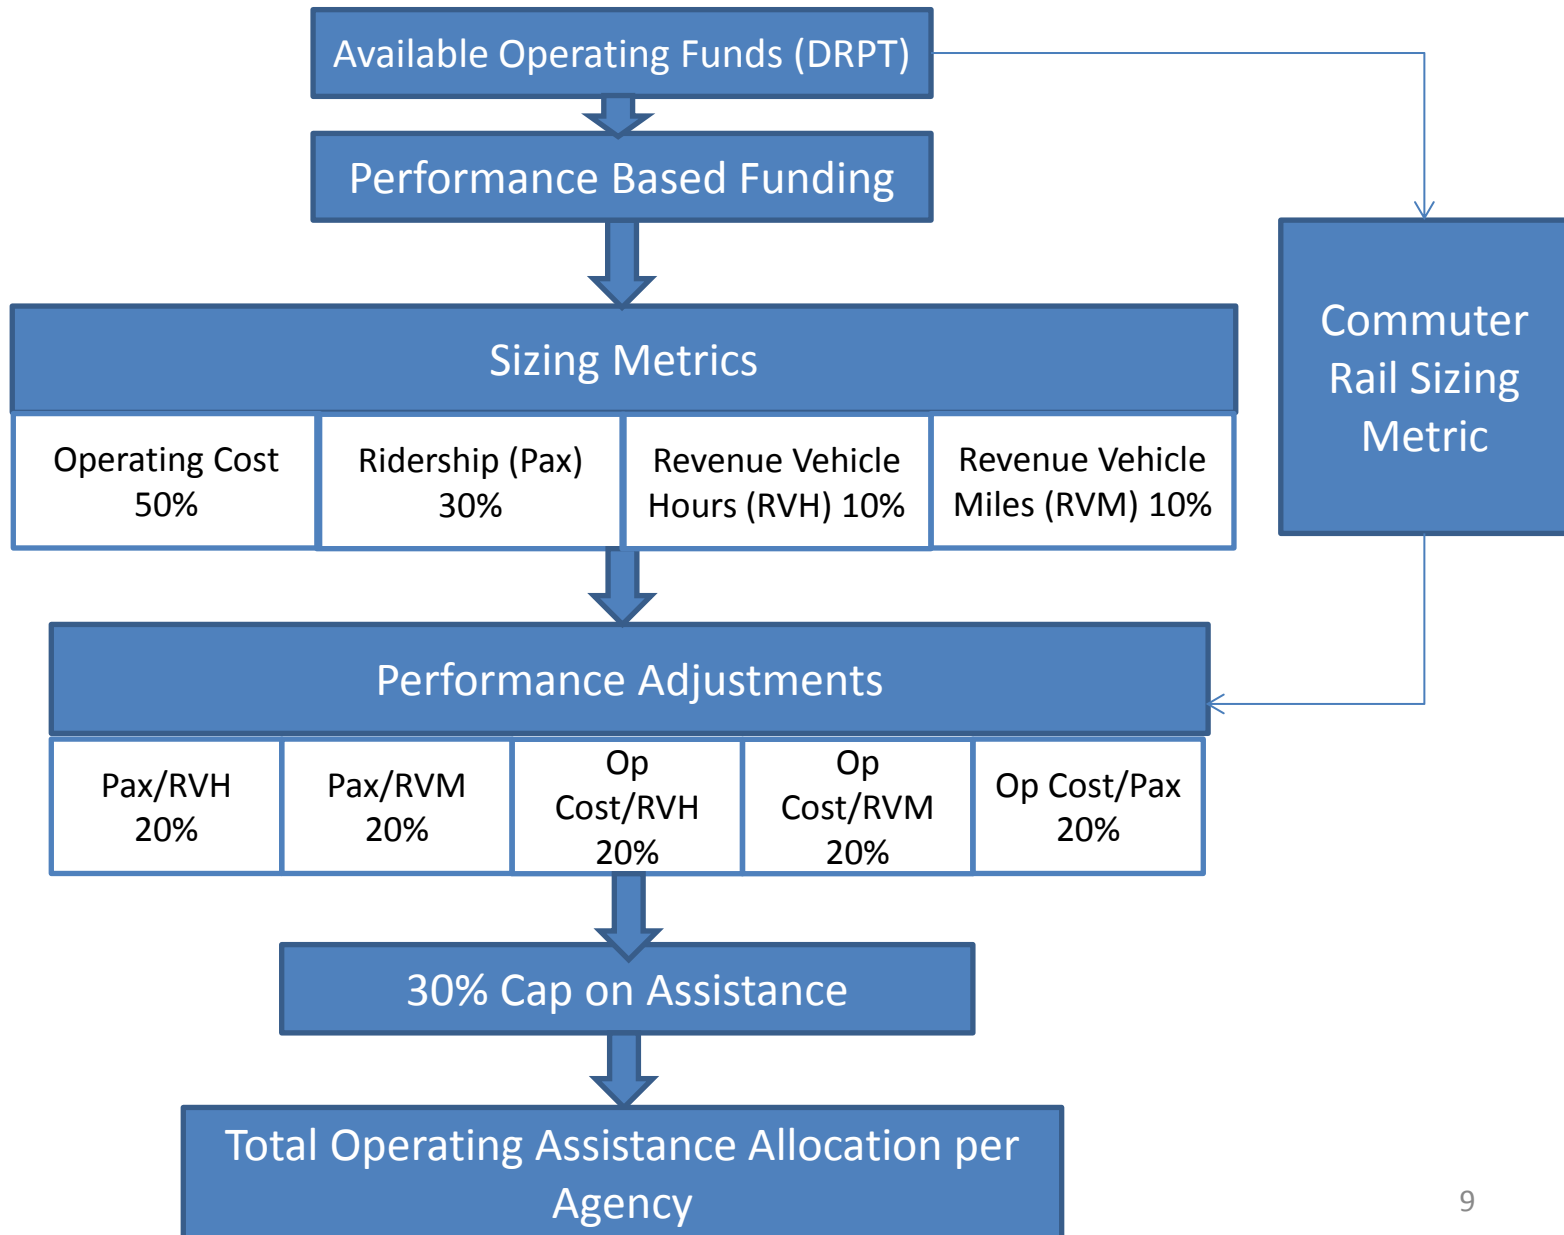 Available Operating Funds (DRPT)
Performance Based Funding
Sizing Metrics
Commuter
Rail Sizing
Metric
Operating Cost
50%
Ridership (Pax)
30%
Revenue Vehicle
Hours (RVH) 10%
Revenue Vehicle
Miles (RVM) 10%
Performance Adjustments
Pax/RVH
20%
Pax/RVM
20%
Op
Cost/RVH
20%
Op
Cost/RVM
20%
Op Cost/Pax
20%
30% Cap on Assistance
Total Operating Assistance Allocation per
Agency
9